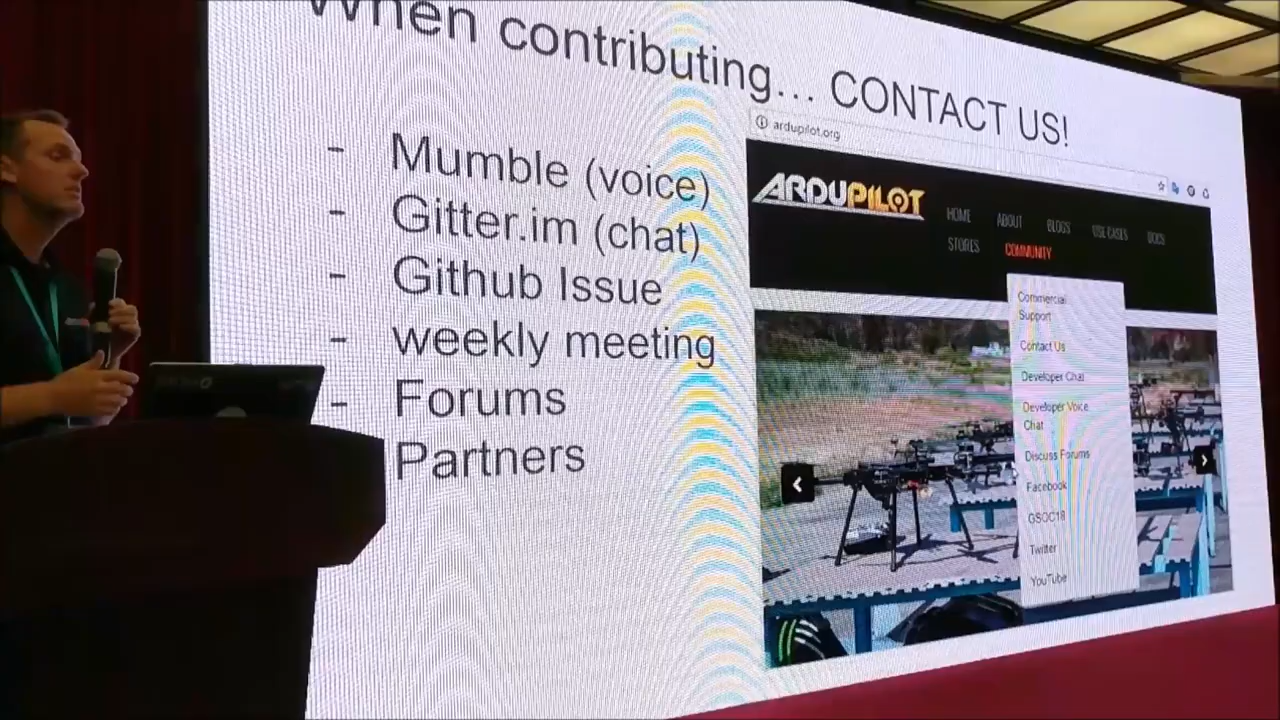 When contributing... CONTACT US!
- Mumble (voice)
- Gitter.im (chat)
- Github Issue
- weekly meeting
- Forums
Partners
ardupilot.org
ARDUPILOT
HOME ABOUT BLOGS USE CASES DOCS
STORES COMMUNITY
Commercial
Support
Contact Us
Developer Chat
Developer Voice
Chat
Discuss Forums
Facebook
GSOC18
Twitter
YouTube